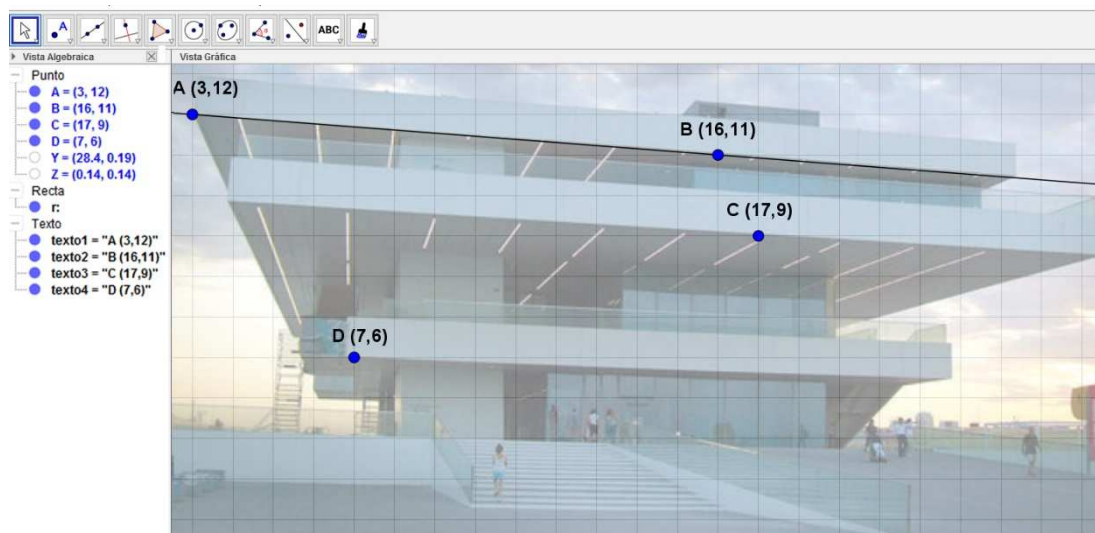 A
ABC
Vista Algebraica
Vista Gráfica
Punto
A = (3, 12)
B = (16, 11)
C = (17, 9)
D = (7, 6)
Y = (28.4, 0.19)
Z = (0.14, 0.14)
Recta
r:
Texto
texto1 = "A (3,12)"
texto2 = "B (16,11)"
texto3 = "C (17,9)"
texto4 = "D (7,6)"
A (3,12)
B (16,11)
C (17,9)
D (7,6)